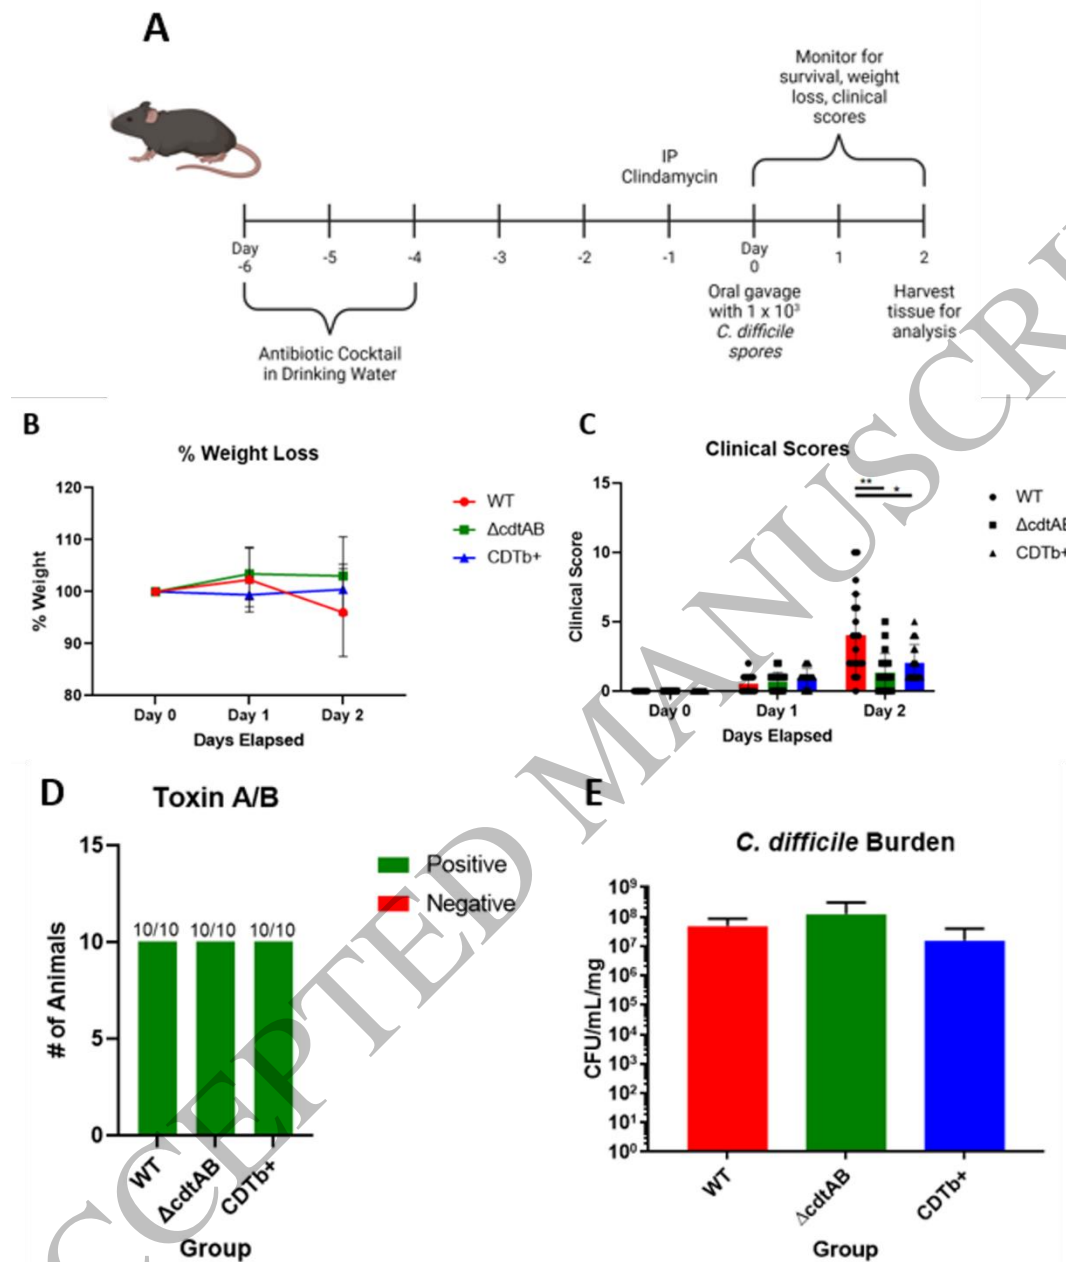 A
Monitor for
survival, weight
loss, clinical
scores
IP
Clindamycin
Day
-6
-5
-4
-3
-2
-1
Day
0
1
2
Oral gavage
with 1 x 10³
C. difficile
spores
Harvest
tissue for
analysis
Antibiotic Cocktail
in Drinking Water
B
% Weight Loss
120
110
100
90
80
% Weight
Day 0
Day 1
Day 2
Days Elapsed
WT
ΔcdtAB
CDTb+
C
Clinical Scores
15
10
5
0
Clinical Score
**
*
Day 0
Day 1
Day 2
Days Elapsed
WT
ΔcdtAB
CDTb+
D
Toxin A/B
15
10
5
0
# of Animals
10/10 10/10 10/10
WT
ΔcdtAB
CDTb+
Group
Positive
Negative
E
C. difficile Burden
10⁹
10⁸
10⁷
10⁶
10⁵
10⁴
10³
10²
10¹
10⁰
CFU/mL/mg
WT
ΔcdtAB
CDTb+
Group
CCEPTED MANUSCRI